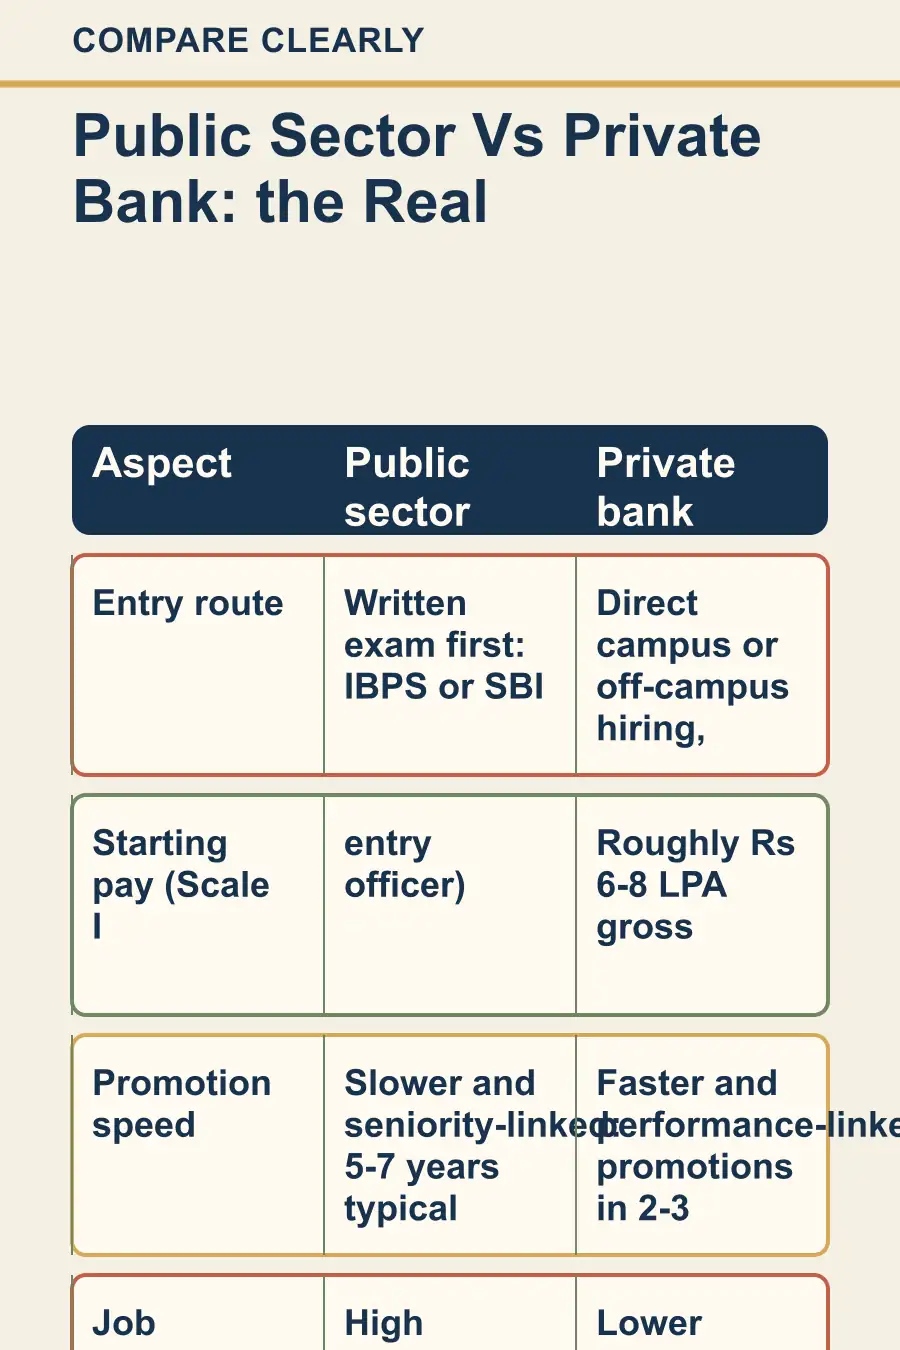 COMPARE CLEARLY
Public Sector Vs Private
Bank: the Real
Aspect
Public
sector
Private
bank
Entry route
Written
exam first:
IBPS or SBI
Direct
campus or
off-campus
hiring,
Starting
pay (Scale
I
entry
officer)
Roughly Rs
6-8 LPA
gross
Promotion
speed
Slower and
seniority-linked:
5-7 years
typical
Faster and
performance-linke
promotions
in 2-3
Job
High
Lower